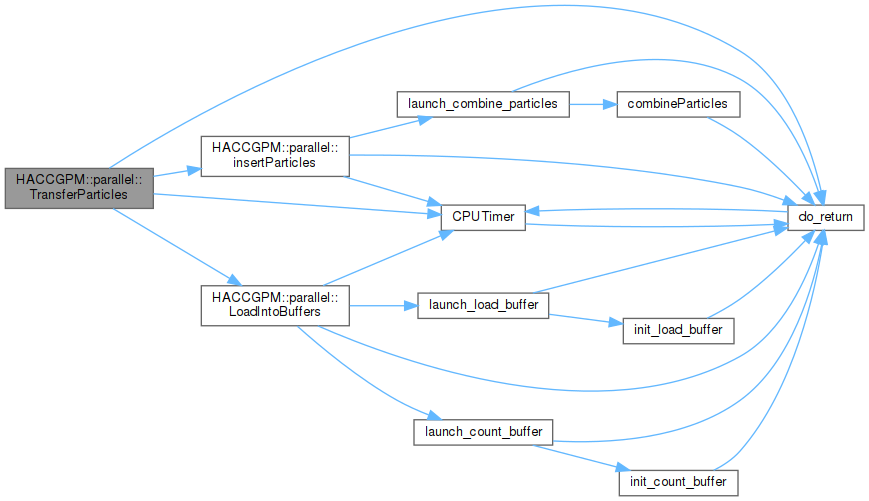 launch_combine_particles
combineParticles
HACCGPM::parallel::
insertParticles
HACCGPM::parallel::
TransferParticles
CPUTimer
do_return
HACCGPM::parallel::
LoadIntoBuffers
launch_load_buffer
init_load_buffer
launch_count_buffer
init_count_buffer